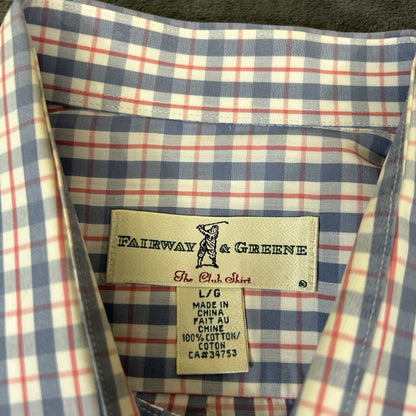 FAIRWAY & GREENE
The Club Shirt
®
L/G
MADE IN
CHINA
FAIT AU
CHINE
100% COTTON/
COTON
CA#34753